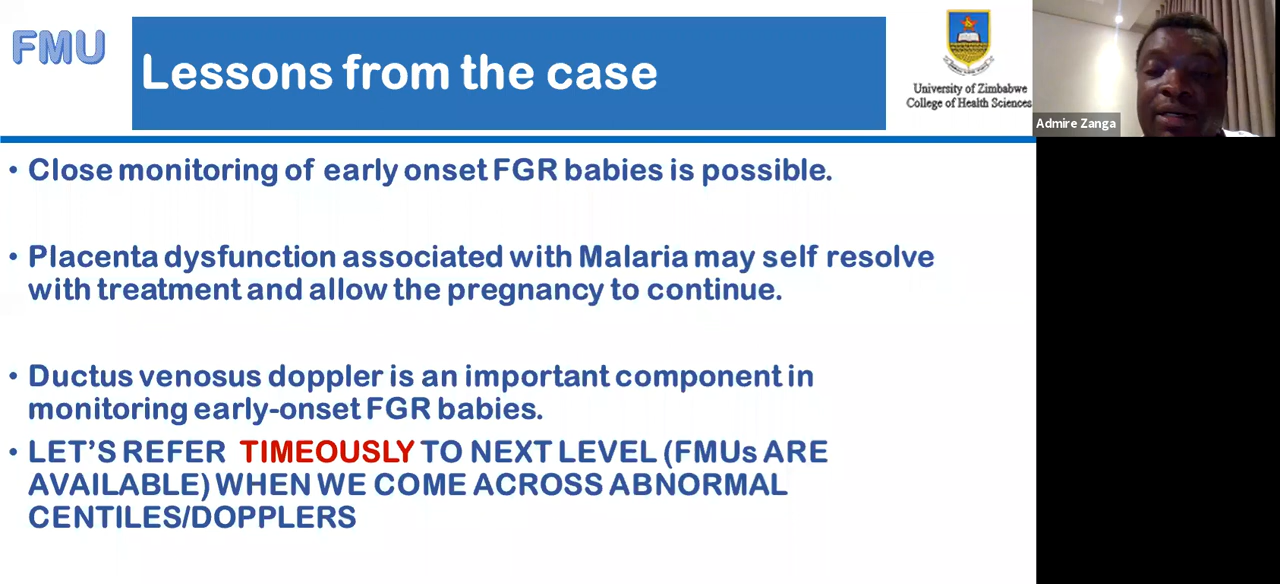 FMU
Lessons from the case
University of Zimbabwe
College of Health Sciences
Admire Zanga
• Close monitoring of early onset FGR babies is possible.
• Placenta dysfunction associated with Malaria may self resolve
with treatment and allow the pregnancy to continue.
• Ductus venosus doppler is an important component in
monitoring early-onset FGR babies.
• LET’S REFER TIMEOUSLY TO NEXT LEVEL (FMUs ARE
AVAILABLE) WHEN WE COME ACROSS ABNORMAL
CENTILES/DOPPLERS